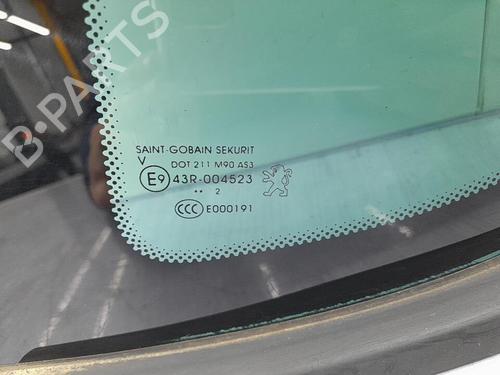 B-PARTS
SAINT-GOBAIN SEKURIT
V DOT 211 M90 AS3
E9 43R-004523
.. 2
CCC E000191